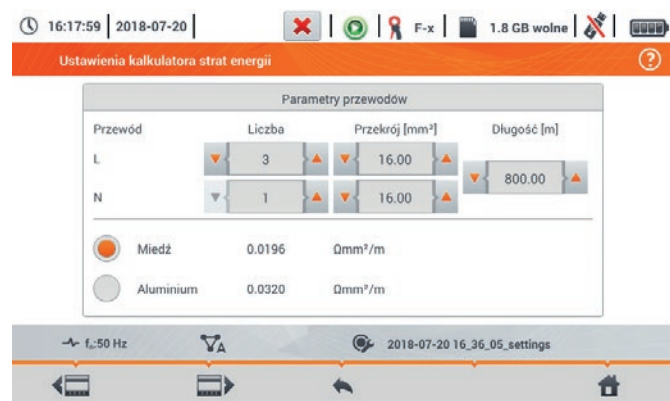 16:17:59 2018-07-20 F-x 1.8 GB wolne
Ustawienia kalkulatora strat energii ?
Parametry przewodów
Przewód Liczba Przekrój [mm²] Długość [m]
L 3 16.00
800.00
N 1 16.00
Miedź 0.0196 Ωmm²/m
Aluminium 0.0320 Ωmm²/m
fₙ:50 Hz A 2018-07-20 16_36_05_settings